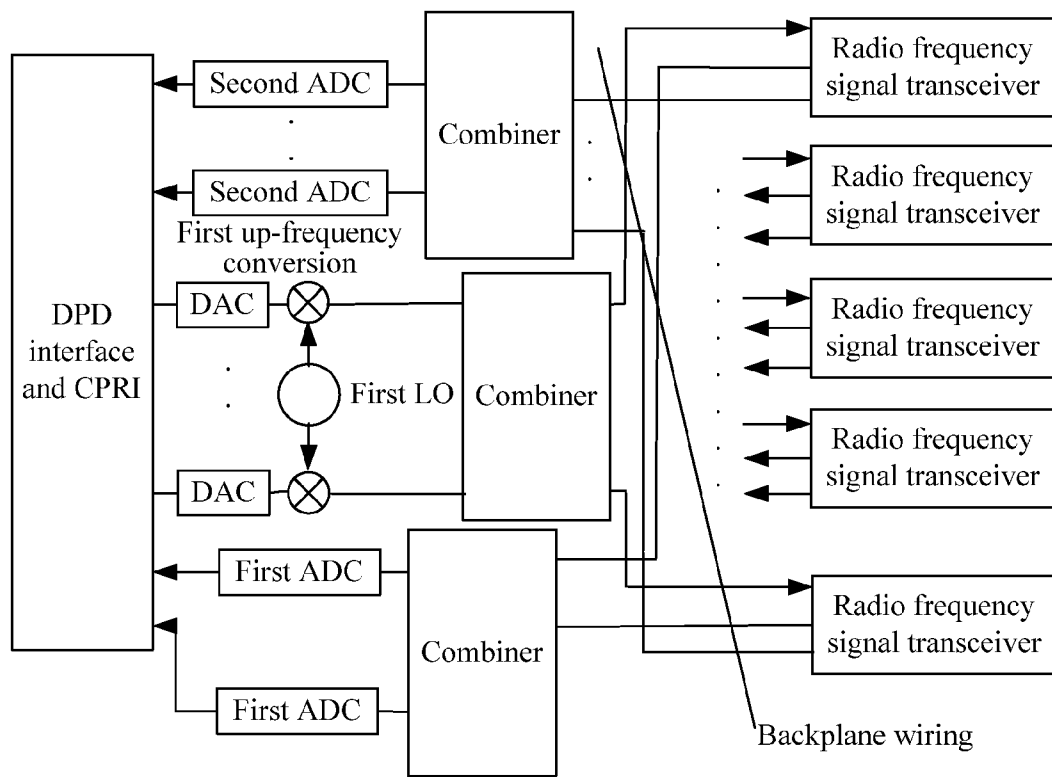 Second ADC
Second ADC
First up-frequency
conversion
Combiner
DPD
interface
and CPRI
DAC
First LO
DAC
Combiner
First ADC
First ADC
Combiner
Radio frequency
signal transceiver
Radio frequency
signal transceiver
Radio frequency
signal transceiver
Radio frequency
signal transceiver
Radio frequency
signal transceiver
Backplane wiring